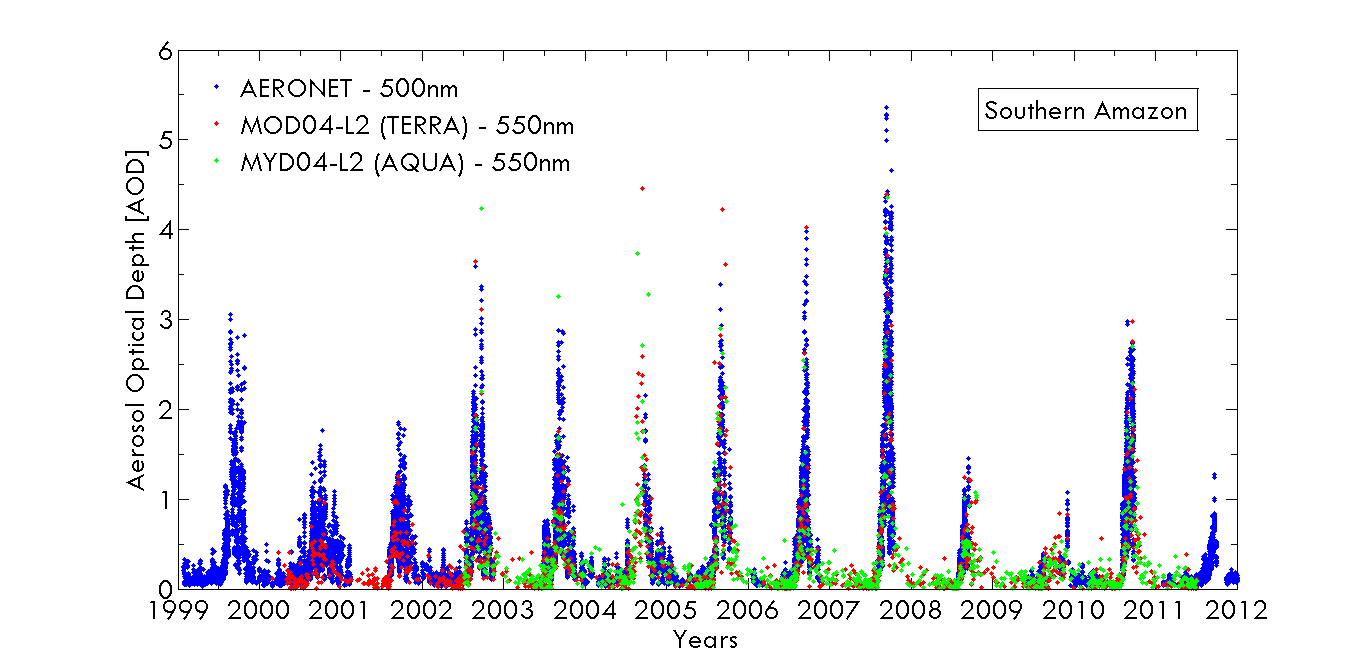 6
AERONET - 500nm
Southern Amazon
MOD04-L2 (TERRA) - 550nm
5
MYD04-L2 (AQUA) - 550nm
4
Aerosol Optical Depth [AOD]
3
2
1
0
1999 2000 2001 2002 2003 2004 2005 2006 2007 2008 2009 2010 2011 2012
Years